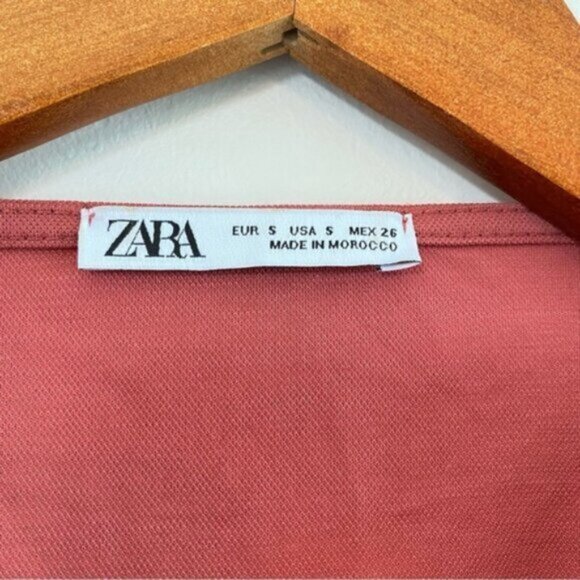 ZARA
EUR S USA S MEX 26
MADE IN MOROCCO